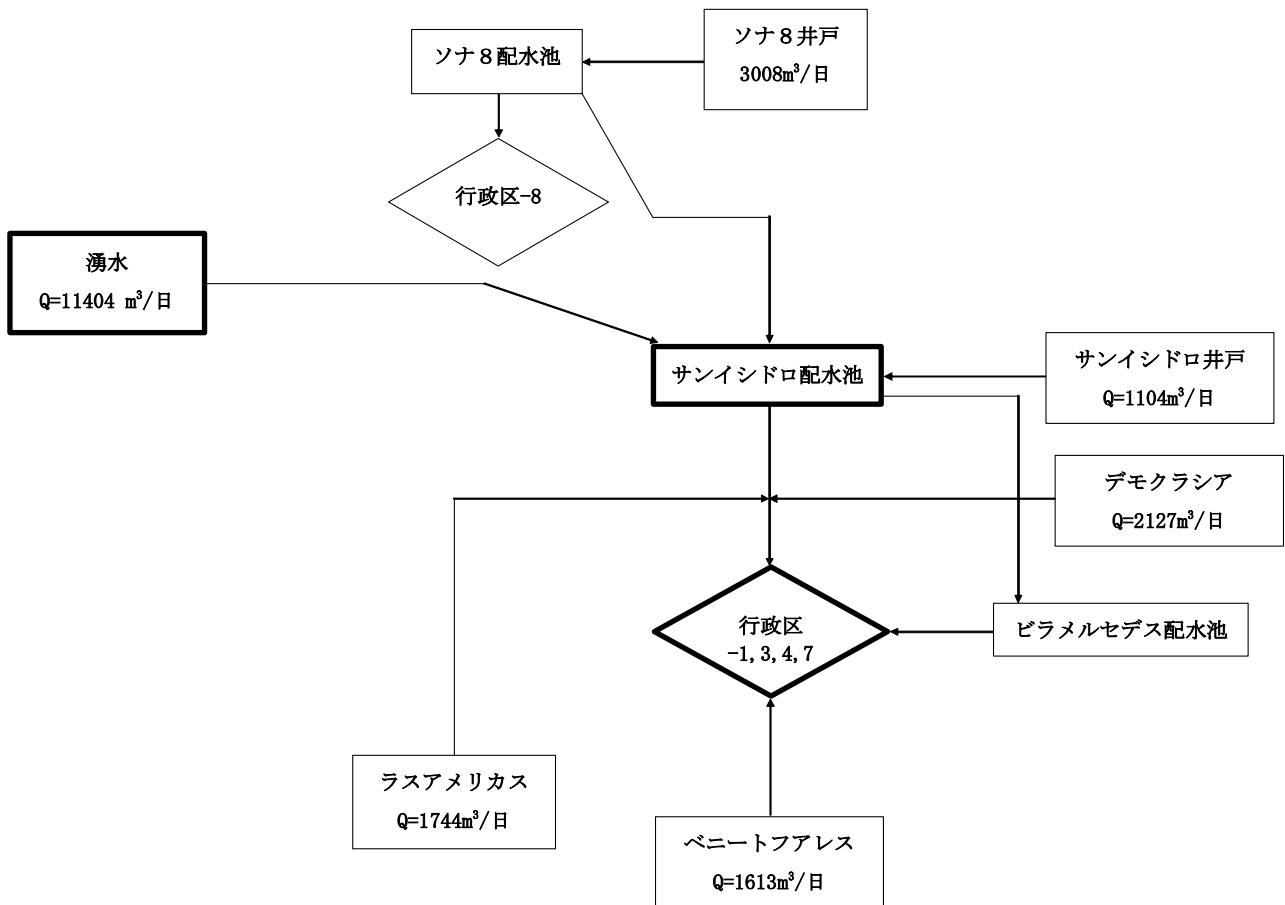 ソナ８配水池
ソナ８井戸
3008m³/日
行政区-8
湧水
Q=11404 m³/日
サンイシドロ配水池
サンイシドロ井戸
Q=1104m³/日
デモクラシア
Q=2127m³/日
行政区
-1,3,4,7
ビラメルセデス配水池
ラスアメリカス
Q=1744m³/日
ベニートフアレス
Q=1613m³/日